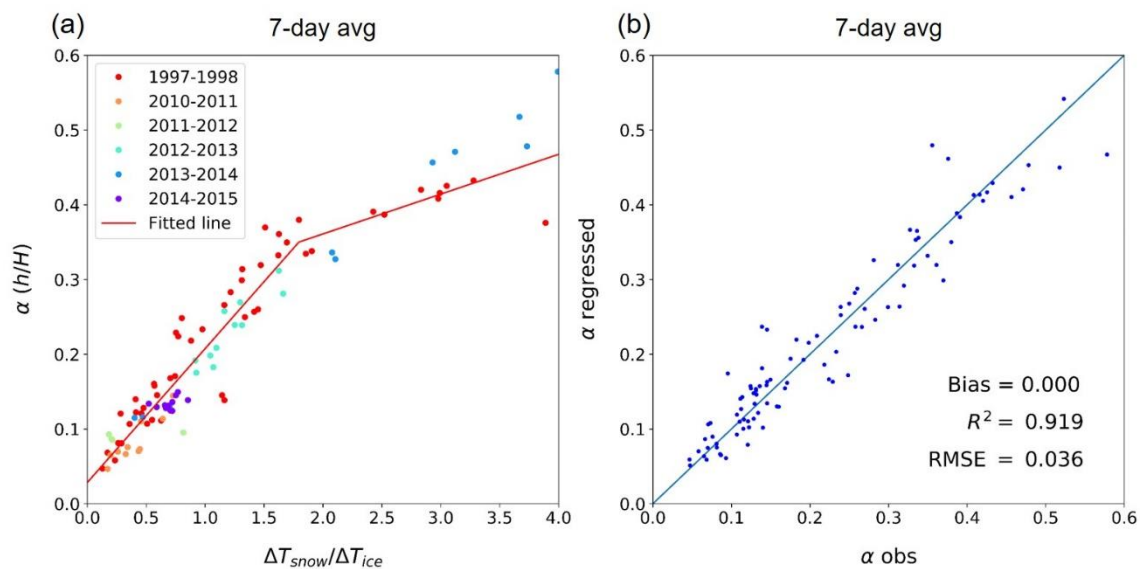 (a) 7-day avg
0.6
0.5
0.4
0.3
0.2
0.1
0.0
α (h/H)
1997-1998
2010-2011
2011-2012
2012-2013
2013-2014
2014-2015
Fitted line
0.0 0.5 1.0 1.5 2.0 2.5 3.0 3.5 4.0
ΔT_snow/ΔT_ice
(b) 7-day avg
0.6
0.5
0.4
0.3
0.2
0.1
0.0
α regressed
Bias = 0.000
R² = 0.919
RMSE = 0.036
0.0 0.1 0.2 0.3 0.4 0.5 0.6
α obs